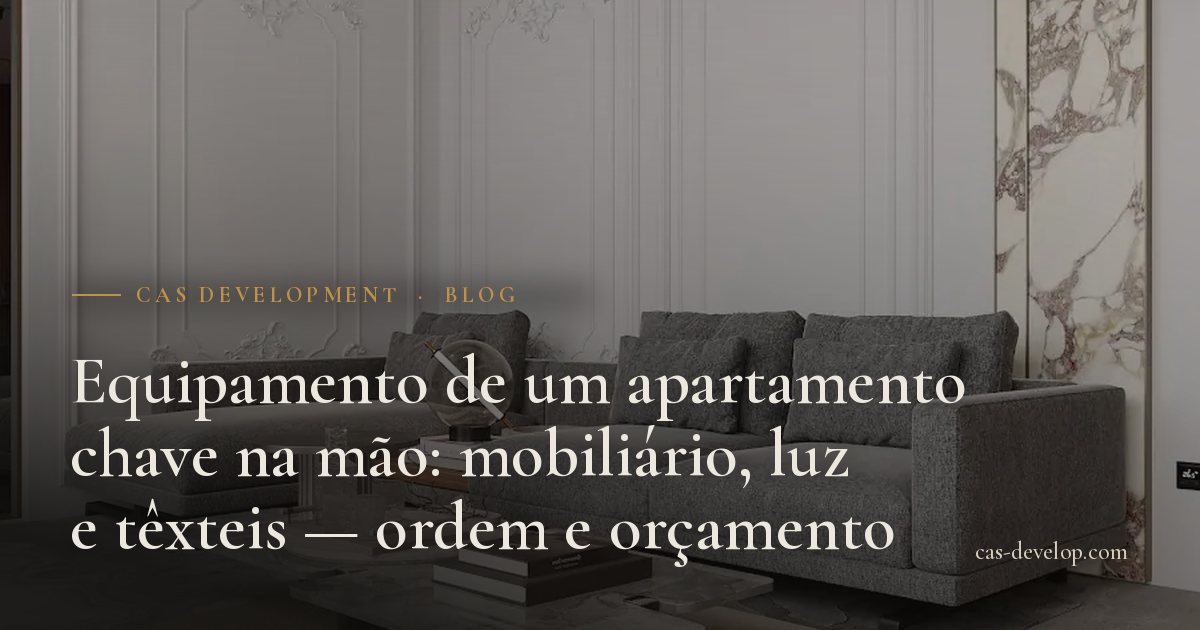 CAS DEVELOPMENT · BLOG
Equipamento de um apartamento
chave na mão: mobiliário, luz
e têxteis — ordem e orçamento
cas-develop.com